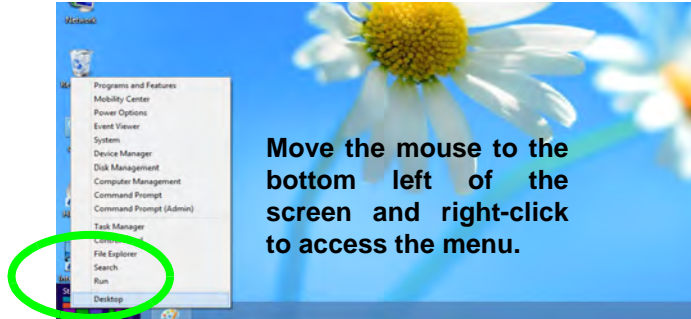 Network
Programs and Features
Mobility Center
Power Options
Event Viewer
System
Device Manager
Disk Management
Computer Management
Command Prompt
Command Prompt (Admin)
Task Manager
File Explorer
Search
Run
Desktop
Move the mouse to the
bottom left of the
screen and right-click
to access the menu.